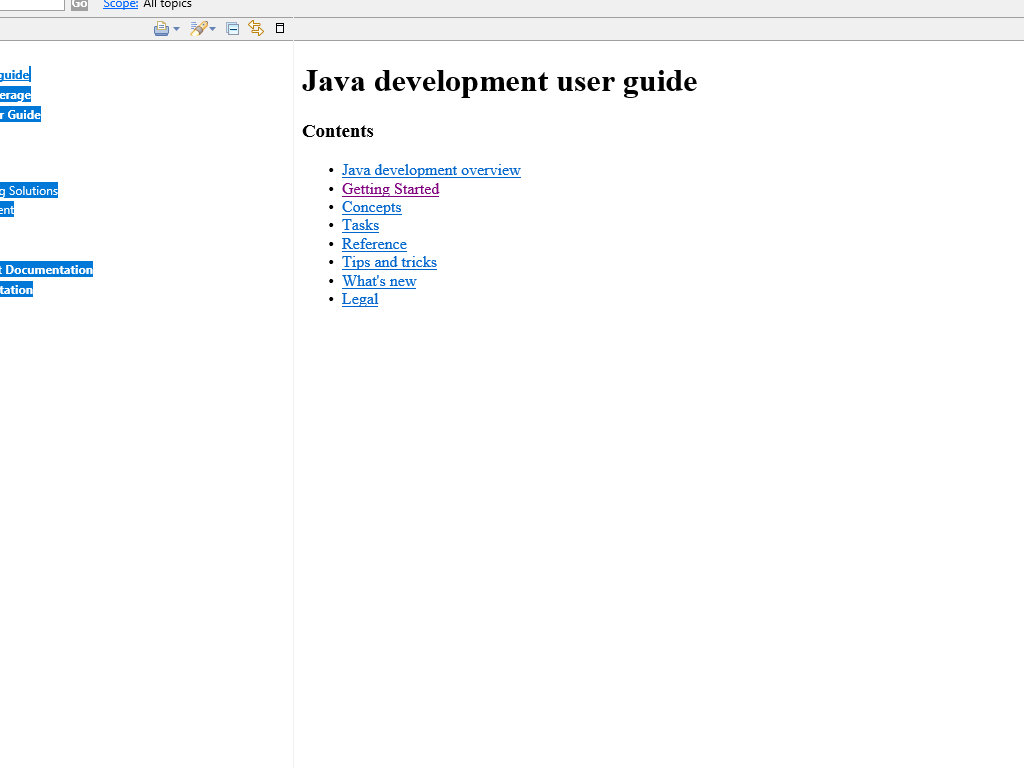 Go Scope: All topics
guide
erage
r Guide
g Solutions
ent
t Documentation
tation
Java development user guide
Contents
• Java development overview
• Getting Started
• Concepts
• Tasks
• Reference
• Tips and tricks
• What's new
• Legal